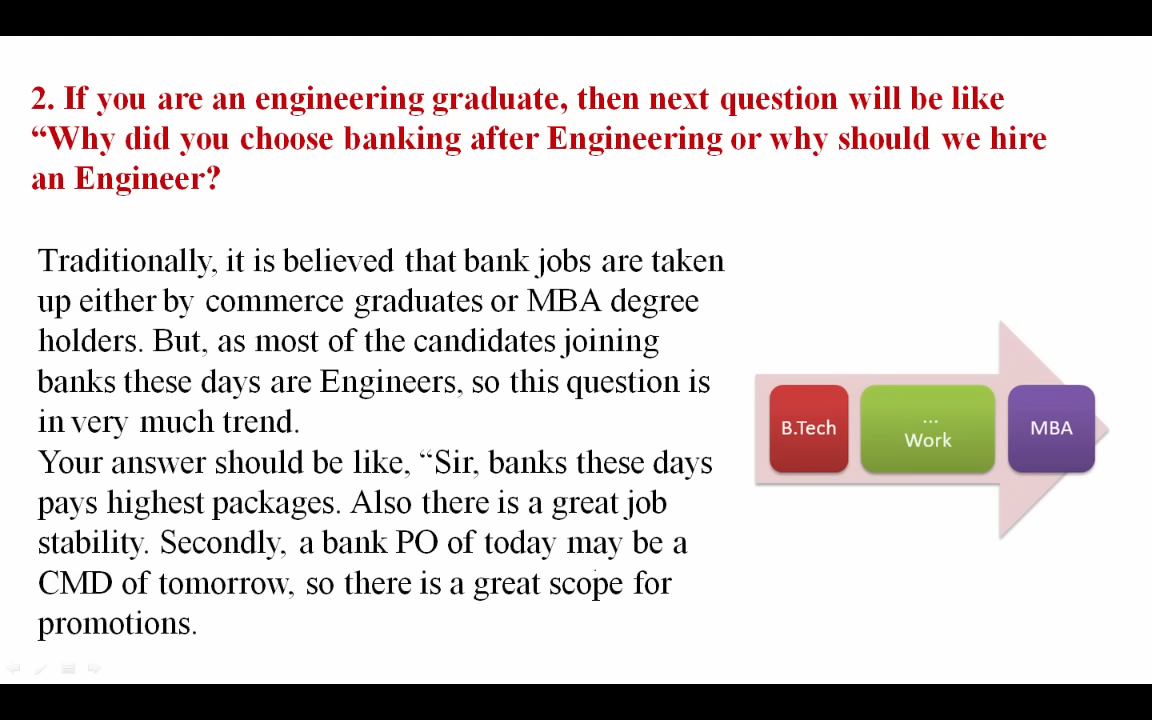 2. If you are an engineering graduate, then next question will be like
“Why did you choose banking after Engineering or why should we hire
an Engineer?
Traditionally, it is believed that bank jobs are taken
up either by commerce graduates or MBA degree
holders. But, as most of the candidates joining
banks these days are Engineers, so this question is
in very much trend.
Your answer should be like, “Sir, banks these days
pays highest packages. Also there is a great job
stability. Secondly, a bank PO of today may be a
CMD of tomorrow, so there is a great scope for
promotions.
B.Tech
...
Work
MBA